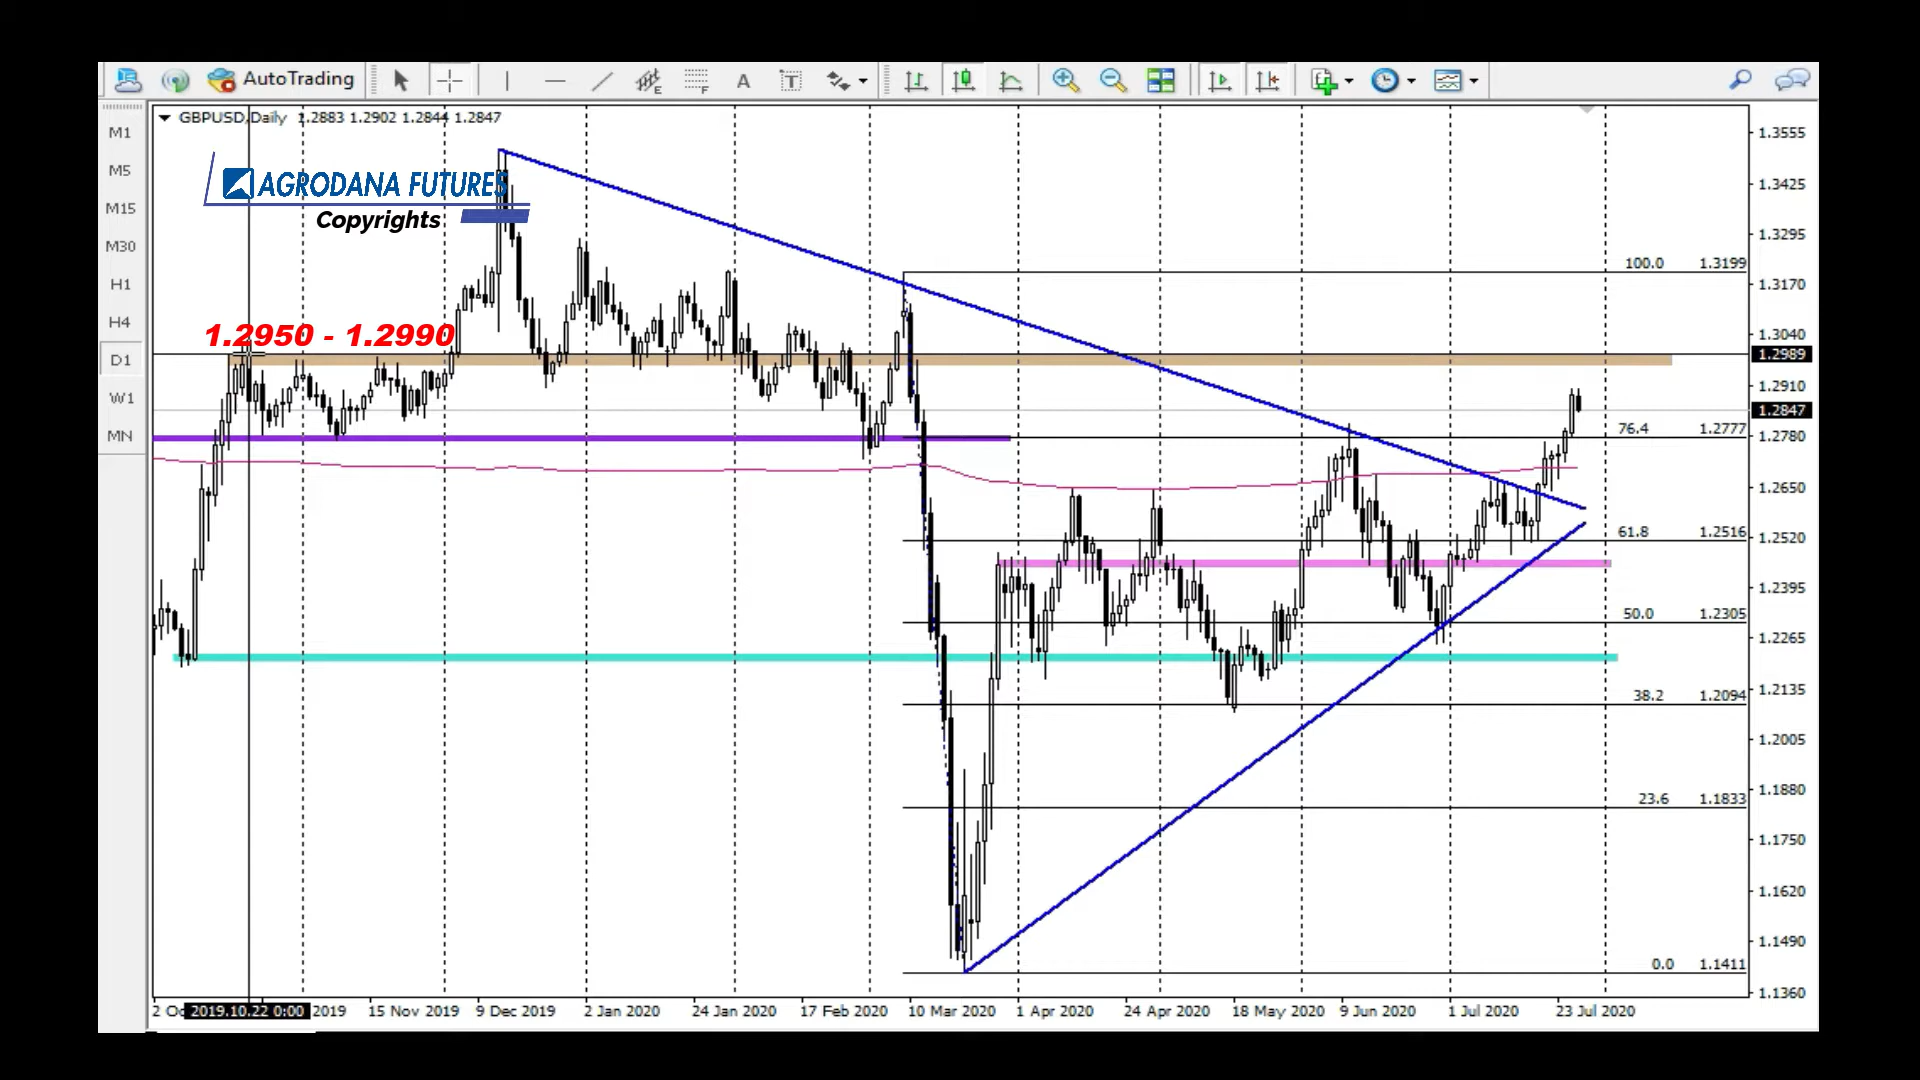 AutoTrading
A
T
M1
M5
M15
M30
H1
H4
D1
W1
MN
GBPUSD,Daily 1.2883 1.2902 1.2844 1.2847
AGRODANA FUTURES
Copyrights
1.2950 - 1.2990
100.0 1.3199
76.4 1.2777
61.8 1.2516
50.0 1.2305
38.2 1.2094
23.6 1.1833
0.0 1.1411
1.3555
1.3425
1.3295
1.3170
1.3040
1.2989
1.2910
1.2847
1.2780
1.2650
1.2520
1.2395
1.2265
1.2135
1.2005
1.1880
1.1750
1.1620
1.1490
1.1360
2019.10.22 0:00 2019 15 Nov 2019 9 Dec 2019 2 Jan 2020 24 Jan 2020 17 Feb 2020 10 Mar 2020 1 Apr 2020 24 Apr 2020 18 May 2020 9 Jun 2020 1 Jul 2020 23 Jul 2020